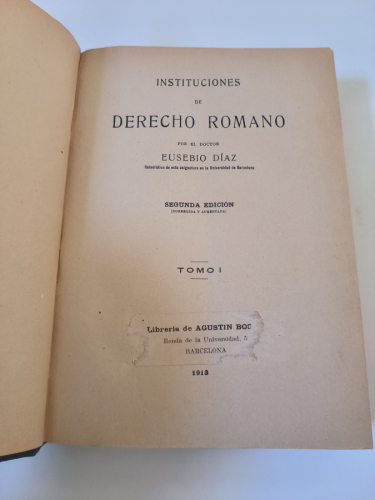 INSTITUCIONES
DE
DERECHO ROMANO
POR EL DOCTOR
EUSEBIO DÍAZ
Catedrático de esta asignatura en la Universidad de Barcelona
SEGUNDA EDICIÓN
(CORREGIDA Y AUMENTADA)
TOMO I
Librería de AGUSTIN BOS
Ronda de la Universidad, 5
BARCELONA
1913